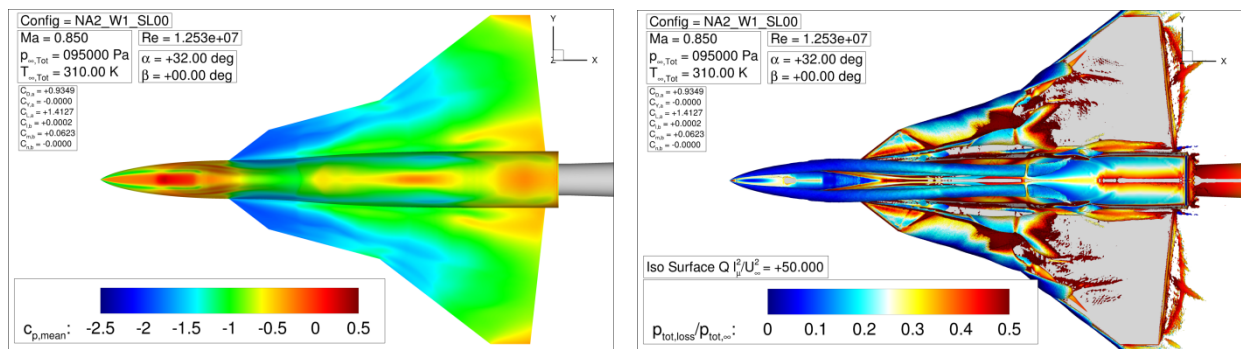 Config = NA2_W1_SL00
Ma = 0.850
Re = 1.253e+07
p∞,Tot = 095000 Pa
T∞,Tot = 310.00 K
α = +32.00 deg
β = +00.00 deg
CD,a = +0.9349
CY,a = -0.0000
CL,a = +1.4127
Cl,b = +0.0002
Cm,b = +0.0623
Cn,b = -0.0000
Y
Z
X
cp,mean:
-2.5 -2 -1.5 -1 -0.5 0 0.5
Config = NA2_W1_SL00
Ma = 0.850
Re = 1.253e+07
p∞,Tot = 095000 Pa
T∞,Tot = 310.00 K
α = +32.00 deg
β = +00.00 deg
CD,a = +0.9349
CY,a = -0.0000
CL,a = +1.4127
Cl,b = +0.0002
Cm,b = +0.0623
Cn,b = -0.0000
Y
X
Iso Surface Q lμ²/U∞² = +50.000
ptot,loss/ptot,∞:
0 0.1 0.2 0.3 0.4 0.5